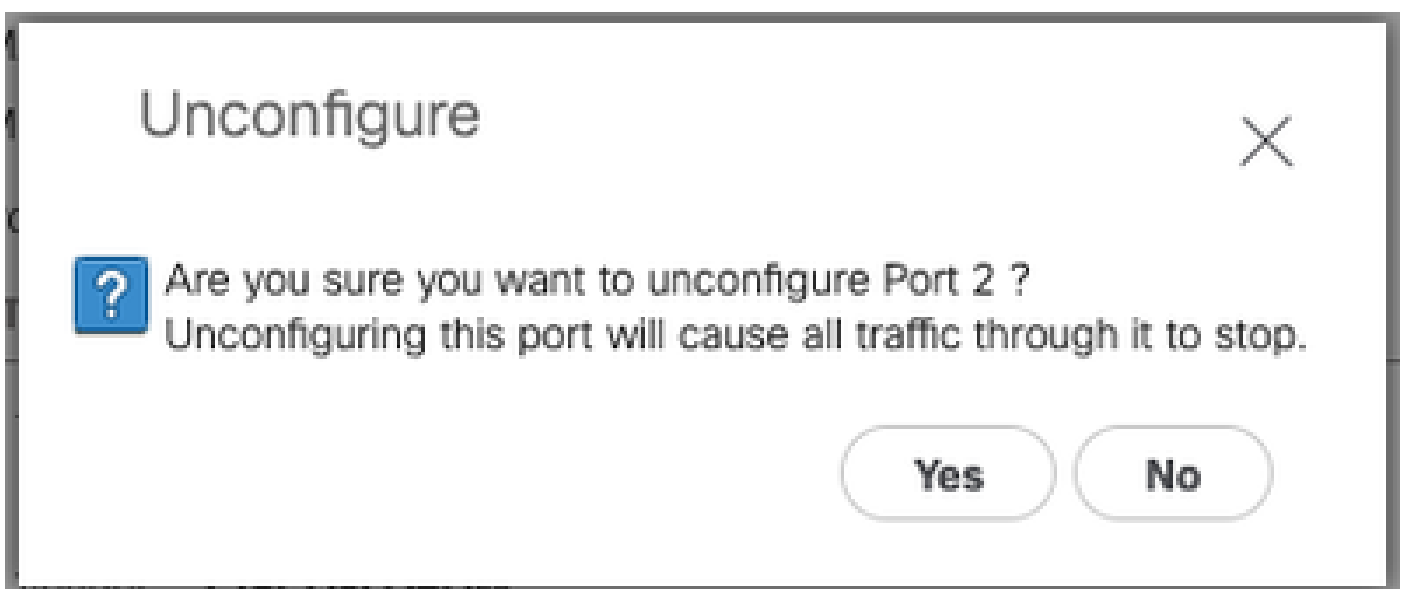 Unconfigure
Are you sure you want to unconfigure Port 2 ?
Unconfiguring this port will cause all traffic through it to stop.
Yes
No